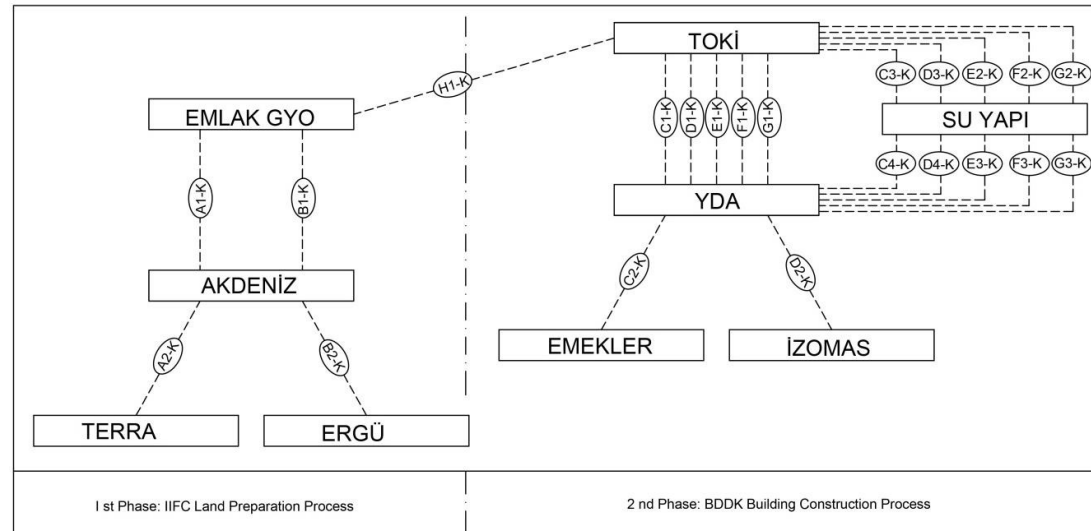 TOKİ
C3-K D3-K E2-K F2-K G2-K
H1-K
EMLAK GYO
C1-K D1-K E1-K F1-K G1-K
SU YAPI
C4-K D4-K E3-K F3-K G3-K
A1-K B1-K
YDA
C2-K D2-K
AKDENİZ
A2-K B2-K
EMEKLER İZOMAS
TERRA ERGÜ
I st Phase: IIFC Land Preparation Process
2 nd Phase: BDDK Building Construction Process